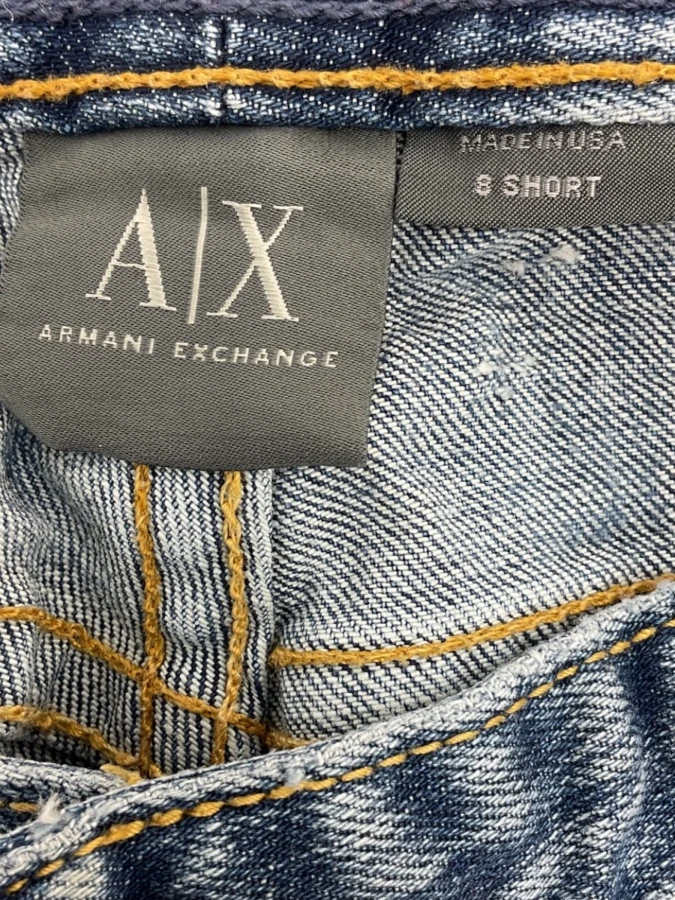 A|X
ARMANI EXCHANGE
MADE IN USA
8 SHORT